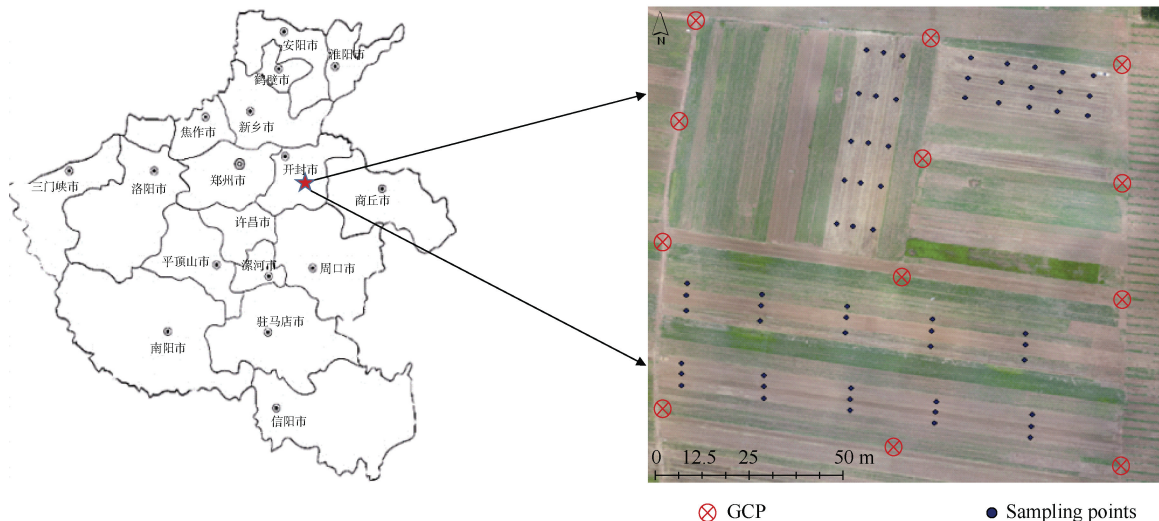 安阳市
濮阳市
鹤壁市
新乡市
焦作市
开封市
郑州市
三门峡市
洛阳市
商丘市
许昌市
平顶山市
漯河市
周口市
驻马店市
南阳市
信阳市
N
0 12.5 25 50 m
GCP
Sampling points